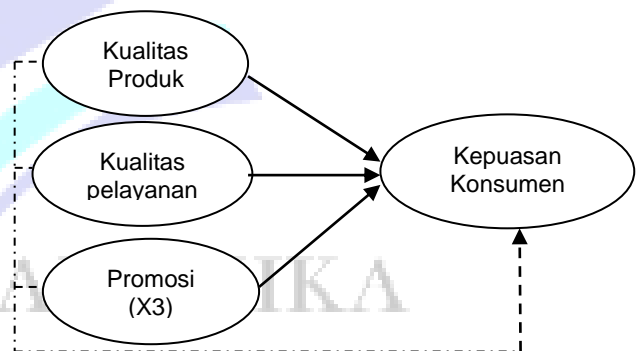 Kualitas
Produk
Kualitas
pelayanan
Promosi
(X3)
Kepuasan
Konsumen